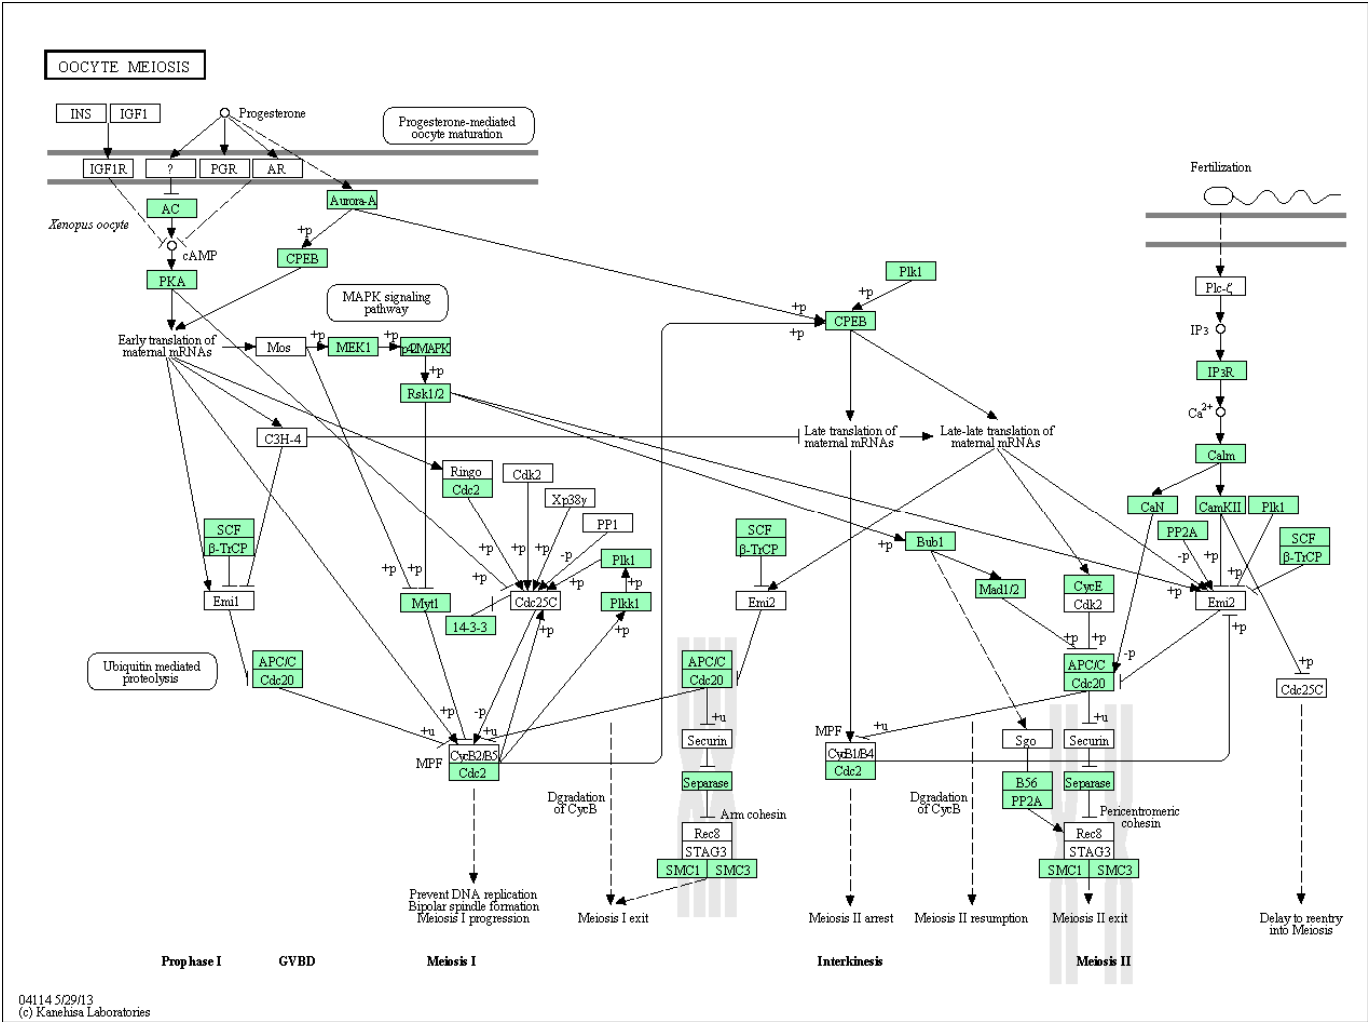 OOCYTE MEIOSIS
INS
IGF1
Progesterone
Progesterone-mediated
oocyte maturation
IGF1R
?
PGR
AR
Fertilization
Aurora-A
AC
Xenopus oocyte
+p
cAMP
CPEB
PKA
Plk1
Plc-ζ
MAPK signaling
pathway
+p
+p
CPEB
+p
IP3
Early translation of
maternal mRNAs
Mos
+p
MEK1
+p
p42MAPK
+p
IP3R
Rsk1/2
Ca2+
C3H-4
Late translation of
maternal mRNAs
Late-late translation of
maternal mRNAs
Calm
Ringo
Cdc2
Cdk2
Xp38γ
PP1
CaN
CamKII
Plk1
SCF
β-TrCP
SCF
β-TrCP
PP2A
SCF
β-TrCP
+p
+p
+p
-p
+p
Bub1
-p
+p
+p
Plk1
+p
+p
+p
+p
Emi1
Myt1
Cdc25C
Plkk1
+p
Emi2
Mad1/2
CycE
Cdk2
+p
Emi2
14-3-3
+p
+p
+p
+p
+p
Ubiquitin mediated
proteolysis
APC/C
Cdc20
APC/C
Cdc20
APC/C
Cdc20
-p
+p
Cdc25C
+p
-p
+u
+u
+u
+u
+u
MPF
CycB2/B5
Cdc2
Securin
MPF
CycB1/B4
Cdc2
Sgo
Securin
Separase
B56
PP2A
Separase
Dgradation
of CycB
Arm cohesin
Dgradation
of CycB
Pericentromeric
cohesin
Rec8
STAG3
SMC1
SMC3
Rec8
STAG3
SMC1
SMC3
Prevent DNA replication
Bipolar spindle formation
Meiosis I progression
Meiosis I exit
Meiosis II arrest
Meiosis II resumption
Meiosis II exit
Delay to reentry
into Meiosis
Prophase I
GVBD
Meiosis I
Interkinesis
Meiosis II
04114 5/29/13
(c) Kanehisa Laboratories